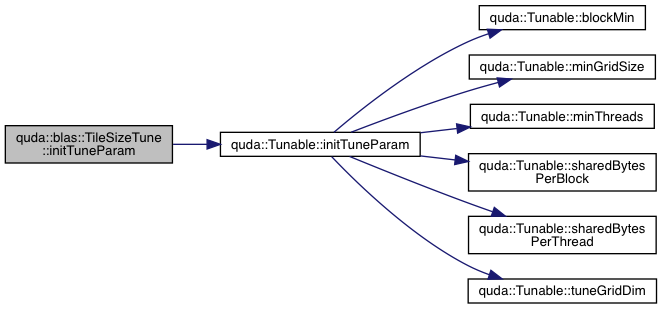 quda::blas::TileSizeTune
::initTuneParam
quda::Tunable::initTuneParam
quda::Tunable::blockMin
quda::Tunable::minGridSize
quda::Tunable::minThreads
quda::Tunable::sharedBytes
PerBlock
quda::Tunable::sharedBytes
PerThread
quda::Tunable::tuneGridDim